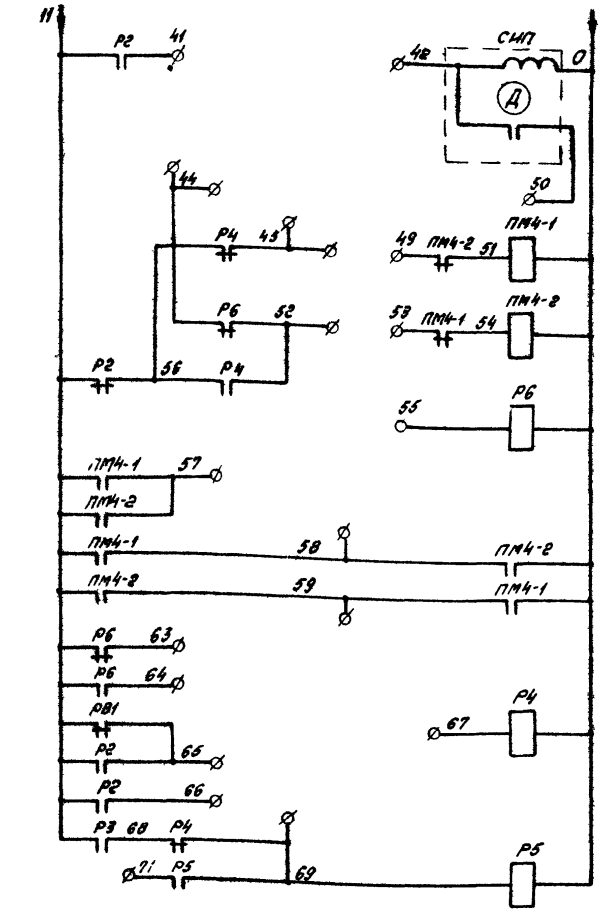 11
Р2 41
48 СИП 0
Д
44
50
Р4 45
49 ПМ4-2 51 ПМ4-1
Р6 52
53 ПМ4-1 54 ПМ4-2
Р2 56 Р4
55 Р6
ПМ4-1 57
ПМ4-2
ПМ4-1 58 ПМ4-2
ПМ4-2 59 ПМ4-1
Р6 63
Р6 64
РВ1
Р2 65
67 Р4
Р2 66
Р3 68 Р4
71 Р5 69 Р5